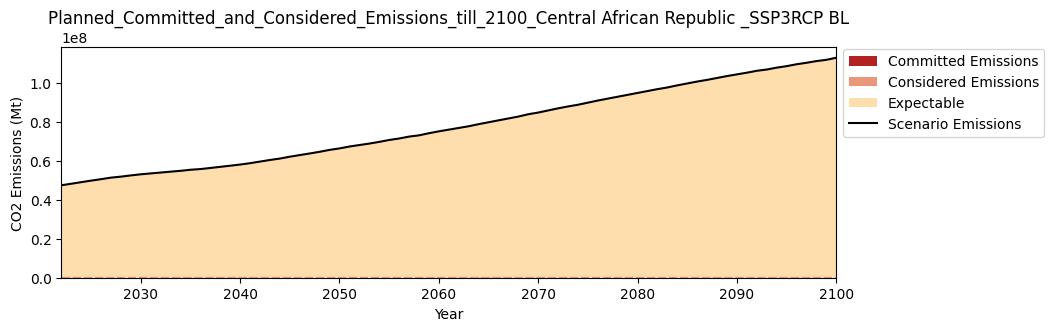 Planned_Committed_and_Considered_Emissions_till_2100_Central African Republic _SSP3RCP BL
1e8
1.0
0.8
0.6
0.4
0.2
0.0
CO2 Emissions (Mt)
2030
2040
2050
2060
2070
2080
2090
2100
Year
Committed Emissions
Considered Emissions
Expectable
Scenario Emissions